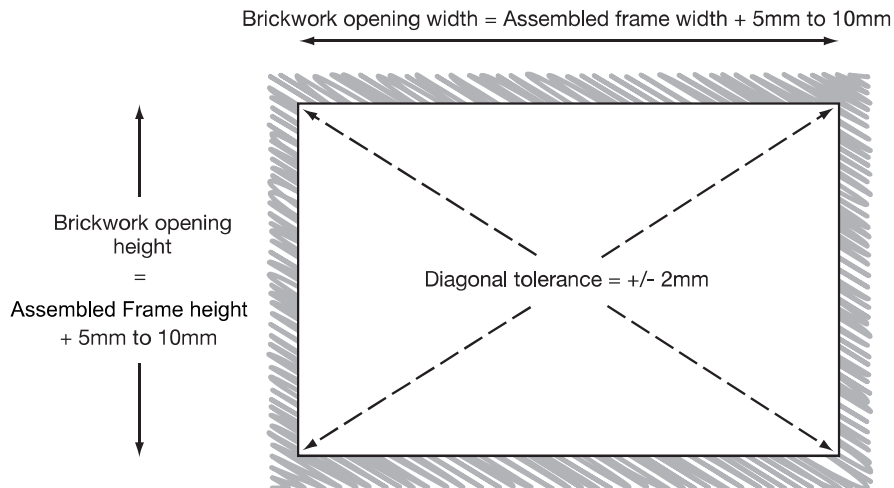 Brickwork opening width = Assembled frame width + 5mm to 10mm
Brickwork opening
height
=
Assembled Frame height
+ 5mm to 10mm
Diagonal tolerance = +/- 2mm